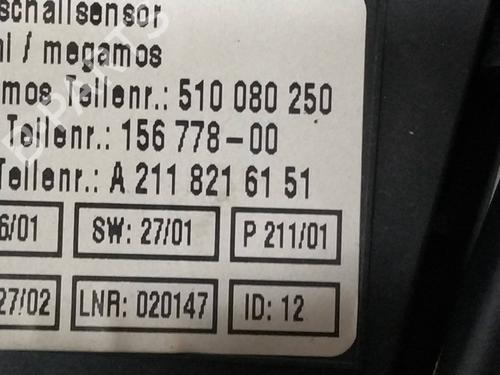 schallsensor
/ megamos
mos Teilenr.: 510 080 250
Teilenr.: 156 778-00
Teilenr.: A 211 821 61 51
6/01 SW: 27/01 P 211/01
27/02 LNR: 020147 ID: 12